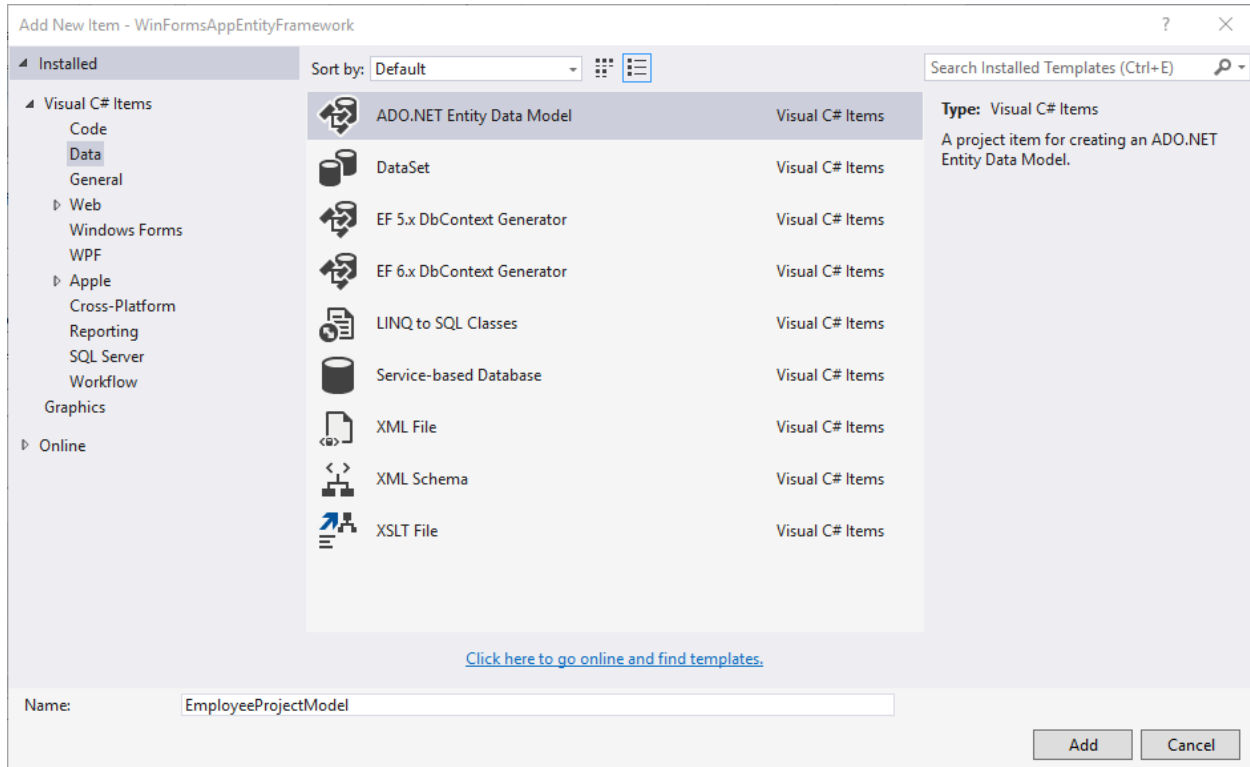 Add New Item - WinFormsAppEntityFramework
?
Installed
Sort by: Default
Search Installed Templates (Ctrl+E)
Visual C# Items
Code
Data
General
Web
Windows Forms
WPF
Apple
Cross-Platform
Reporting
SQL Server
Workflow
Graphics
Online
ADO.NET Entity Data Model Visual C# Items
DataSet Visual C# Items
EF 5.x DbContext Generator Visual C# Items
EF 6.x DbContext Generator Visual C# Items
LINQ to SQL Classes Visual C# Items
Service-based Database Visual C# Items
XML File Visual C# Items
XML Schema Visual C# Items
XSLT File Visual C# Items
Type: Visual C# Items
A project item for creating an ADO.NET
Entity Data Model.
Click here to go online and find templates.
Name: EmployeeProjectModel
Add Cancel